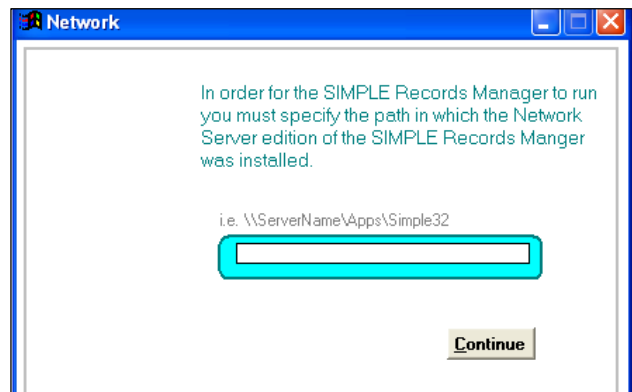 Network
In order for the SIMPLE Records Manager to run
you must specify the path in which the Network
Server edition of the SIMPLE Records Manger
was installed.
i.e. \\ServerName\Apps\Simple32
Continue